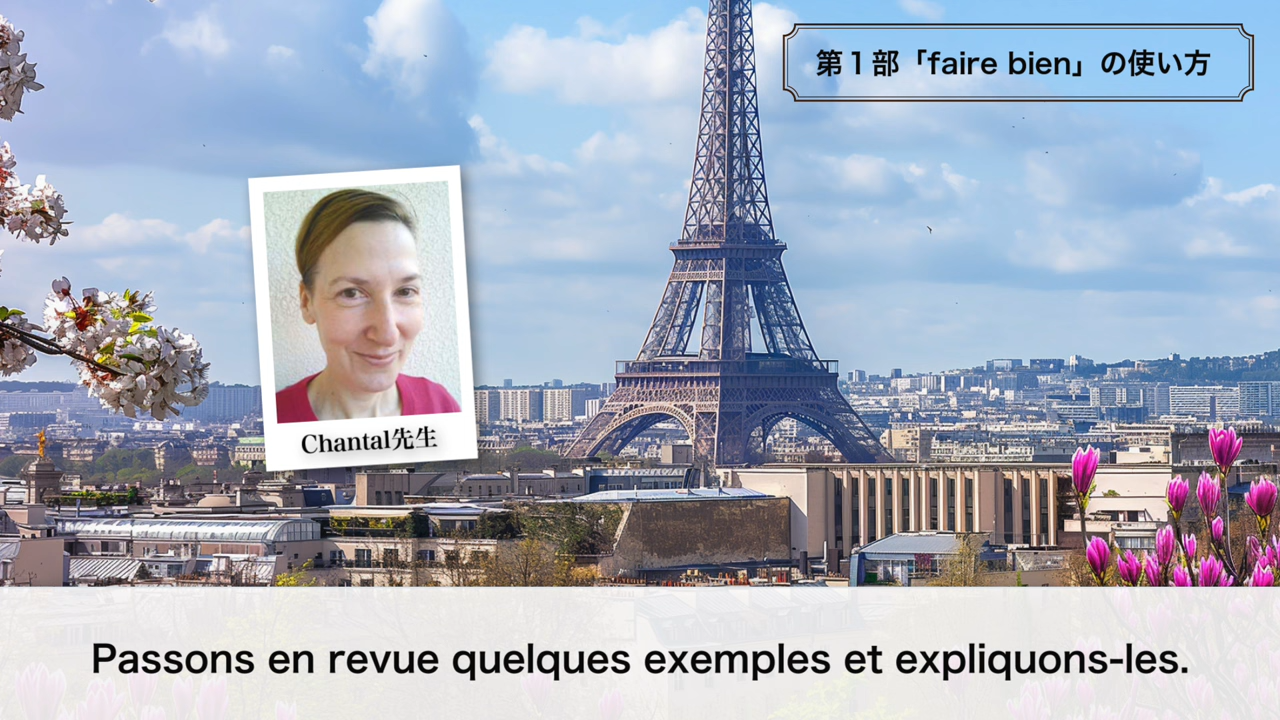 第1部「faire bien」の使い方
Chantal先生
Passons en revue quelques exemples et expliquons-les.